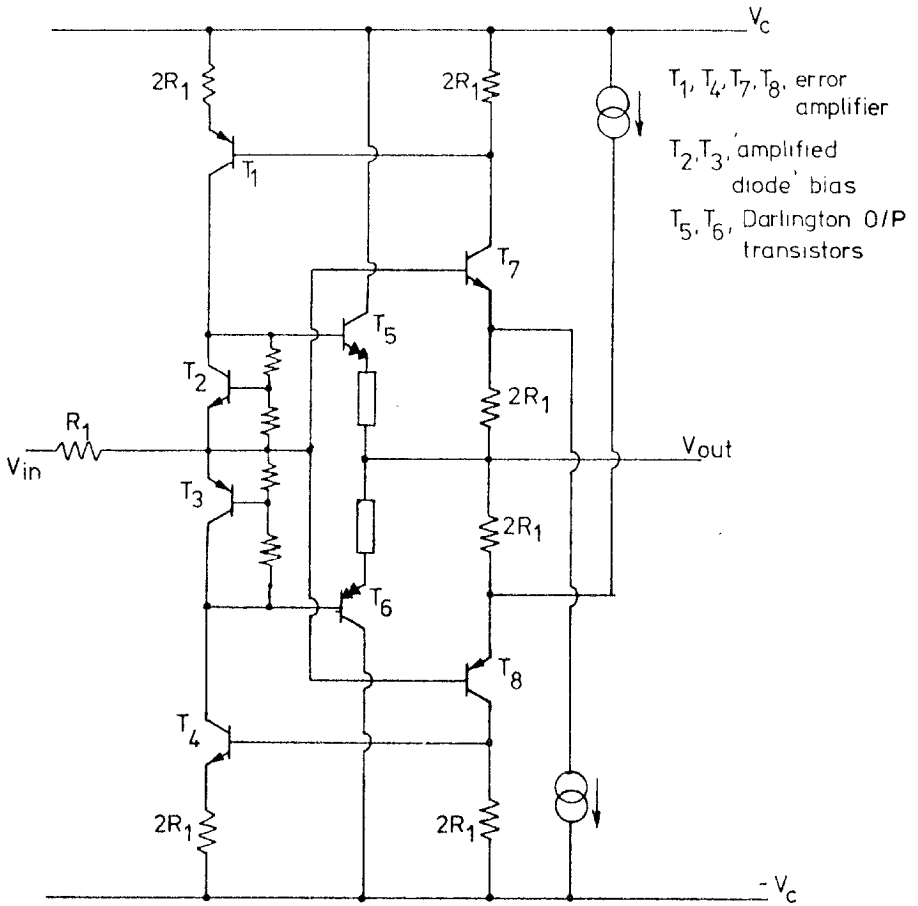 V_c
2R_1
2R_1
T_1, T_4, T_7, T_8, error
amplifier
T_1
T_2, T_3, 'amplified
diode' bias
T_5, T_6, Darlington O/P
transistors
T_7
T_5
T_2
R_1
2R_1
V_in
V_out
T_3
2R_1
T_6
T_8
T_4
2R_1
2R_1
- V_c